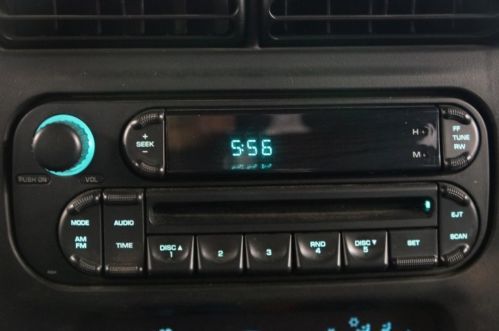 +
SEEK
−
5:56
H
M
FF
TUNE
RW
PUSH ON
VOL
MODE
AUDIO
EJT
AM
FM
TIME
DISC▲
1
2
3
RND
4
DISC▼
5
SET
SCAN